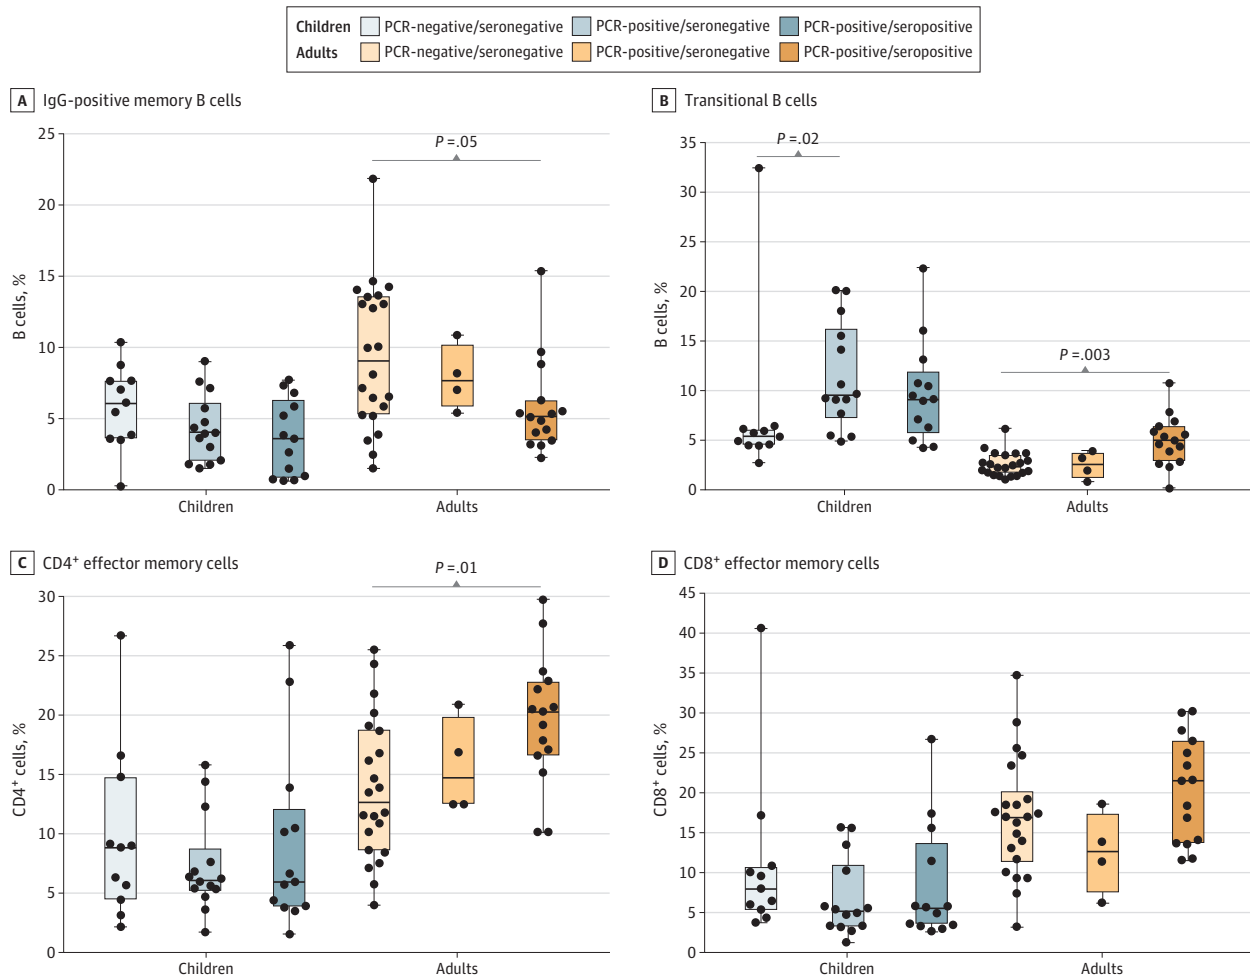 Children PCR-negative/seronegative PCR-positive/seronegative PCR-positive/seropositive
Adults PCR-negative/seronegative PCR-positive/seronegative PCR-positive/seropositive
A IgG-positive memory B cells
25
20
15
10
5
0
B cells, %
P =.05
Children Adults
B Transitional B cells
35
30
25
20
15
10
5
0
B cells, %
P =.02
P =.003
Children Adults
C CD4+ effector memory cells
30
25
20
15
10
5
0
CD4+ cells, %
P =.01
Children Adults
D CD8+ effector memory cells
45
40
35
30
25
20
15
10
5
0
CD8+ cells, %
Children Adults